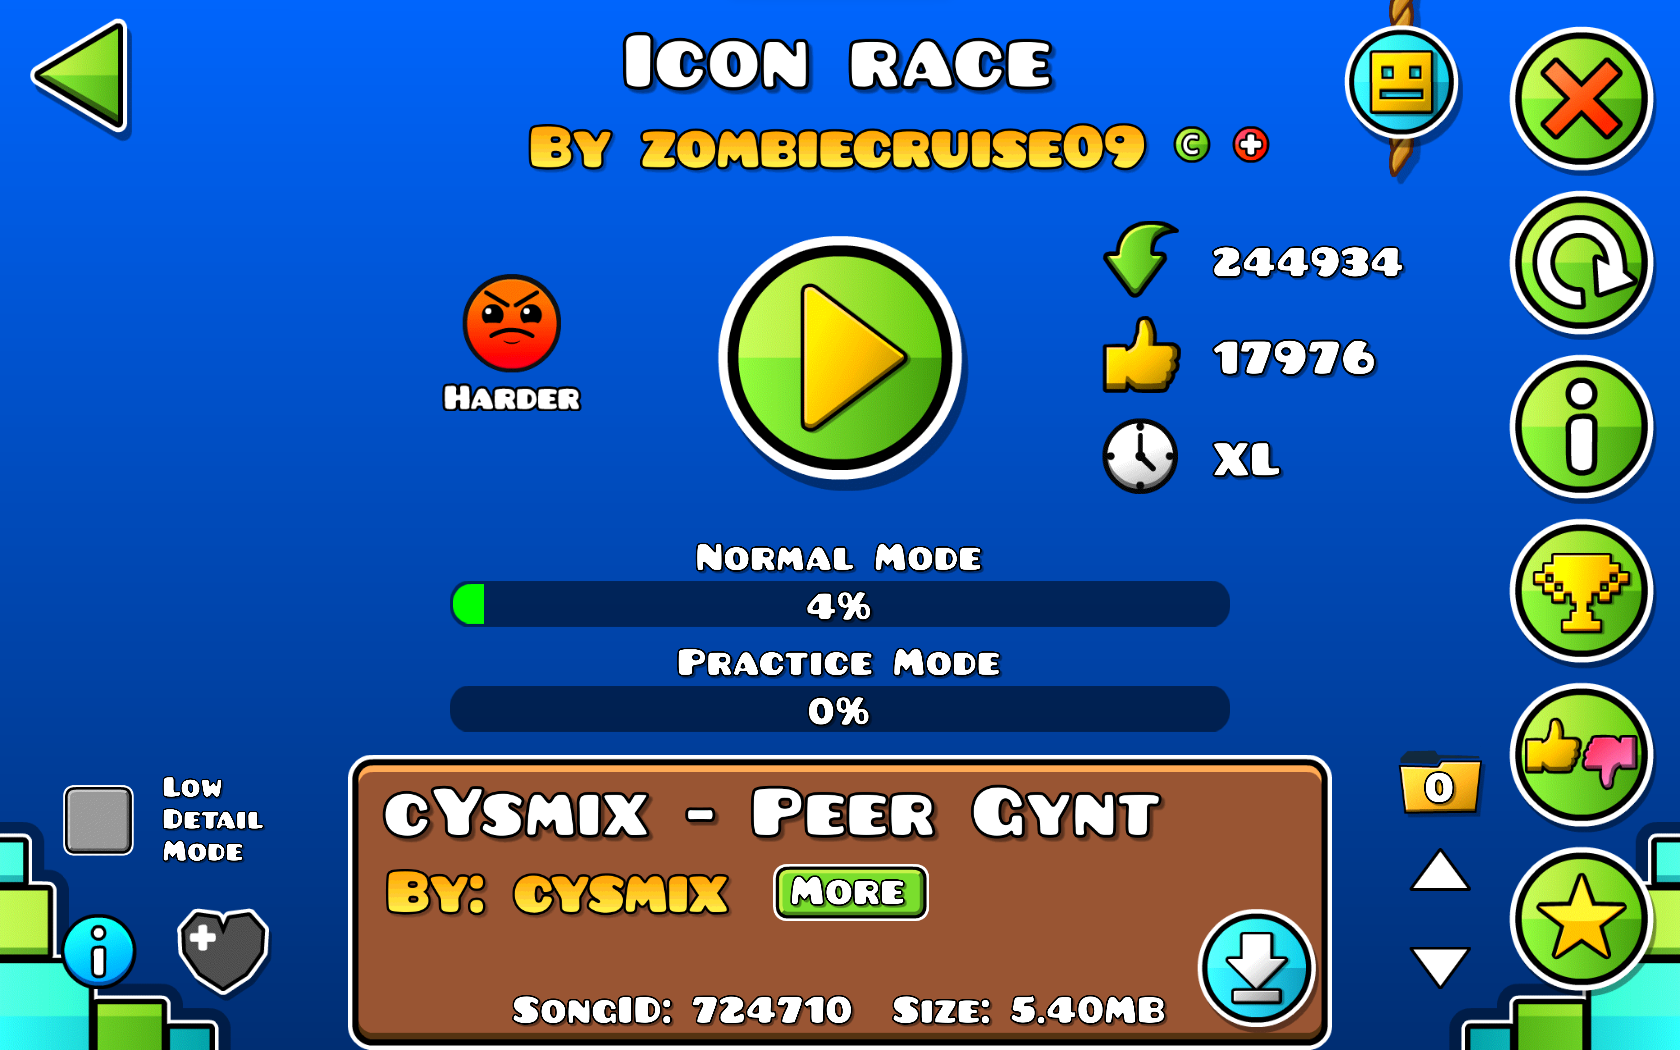 Icon race
By zombiecruise09
C
244934
Harder
17976
XL
Normal Mode
4%
Practice Mode
0%
Low
Detail
Mode
cYsmix - Peer Gynt
0
By: cysmix
More
SongID: 724710 Size: 5.40MB